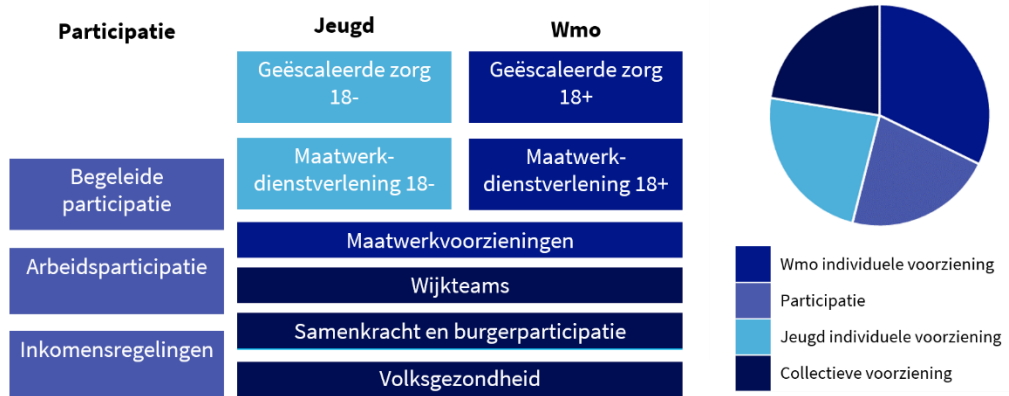 Participatie
Jeugd
Wmo
Geëscaleerde zorg
18-
Geëscaleerde zorg
18+
Begeleide
participatie
Maatwerk-
dienstverlening 18-
Maatwerk-
dienstverlening 18+
Arbeidsparticipatie
Inkomensregelingen
Maatwerkvoorzieningen
Wijkteams
Samenkracht en burgerparticipatie
Volksgezondheid
Wmo individuele voorziening
Participatie
Jeugd individuele voorziening
Collectieve voorziening